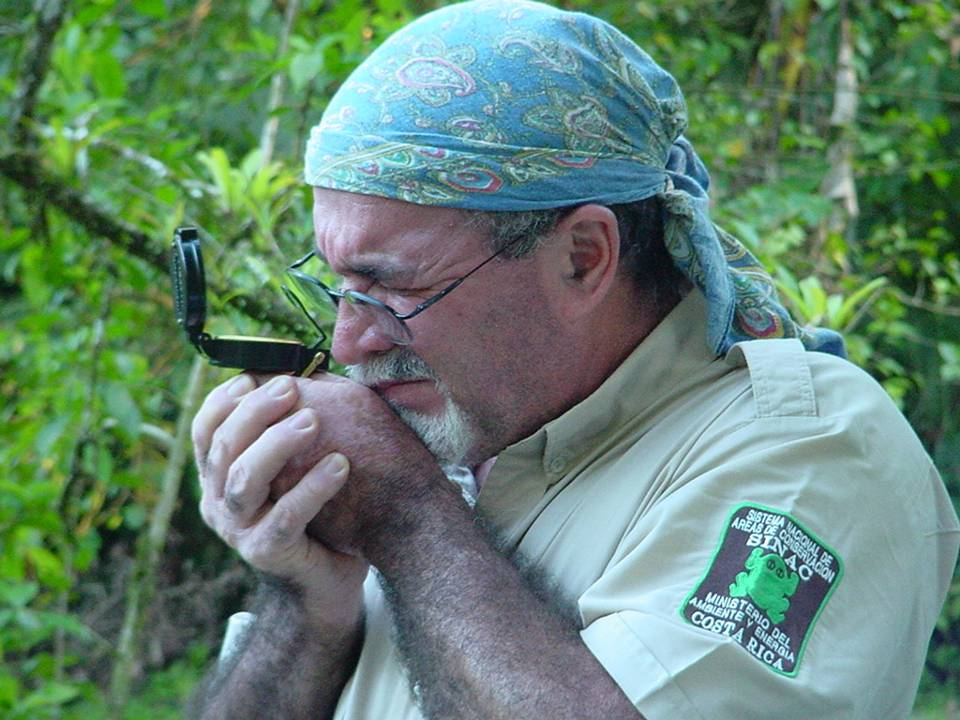 SISTEMA NACIONAL DE
AREAS DE CONSERVACION
SINAC
MINISTERIO DEL
AMBIENTE Y ENERGIA
COSTA RICA